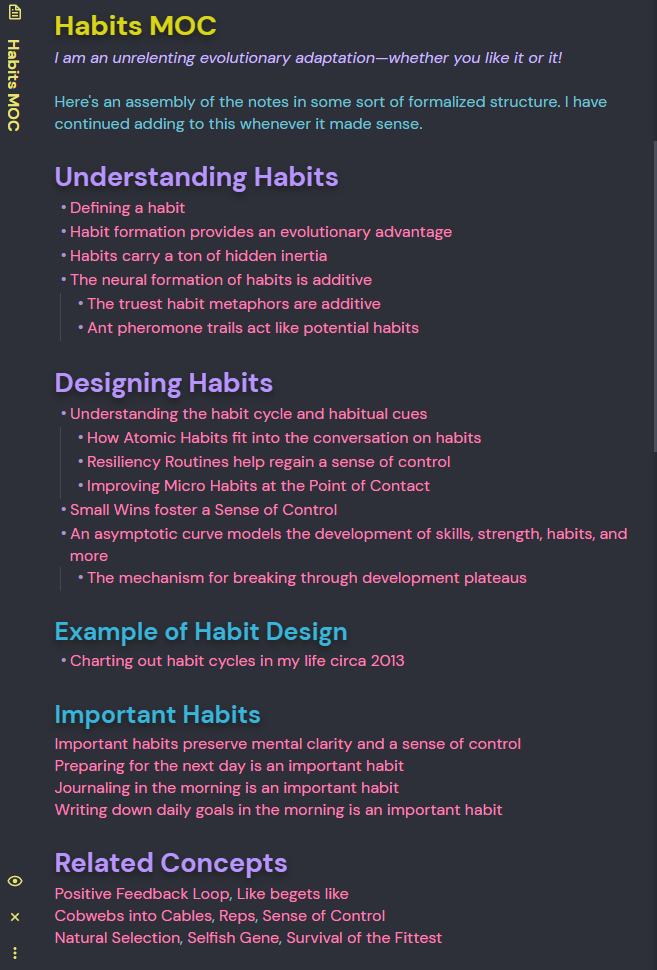 Habits MOC
Habits MOC
I am an unrelenting evolutionary adaptation—whether you like it or it!
Here's an assembly of the notes in some sort of formalized structure. I have
continued adding to this whenever it made sense.
Understanding Habits
• Defining a habit
• Habit formation provides an evolutionary advantage
• Habits carry a ton of hidden inertia
• The neural formation of habits is additive
• The truest habit metaphors are additive
• Ant pheromone trails act like potential habits
Designing Habits
• Understanding the habit cycle and habitual cues
• How Atomic Habits fit into the conversation on habits
• Resiliency Routines help regain a sense of control
• Improving Micro Habits at the Point of Contact
• Small Wins foster a Sense of Control
• An asymptotic curve models the development of skills, strength, habits, and
more
• The mechanism for breaking through development plateaus
Example of Habit Design
• Charting out habit cycles in my life circa 2013
Important Habits
Important habits preserve mental clarity and a sense of control
Preparing for the next day is an important habit
Journaling in the morning is an important habit
Writing down daily goals in the morning is an important habit
Related Concepts
Positive Feedback Loop, Like begets like
Cobwebs into Cables, Reps, Sense of Control
Natural Selection, Selfish Gene, Survival of the Fittest